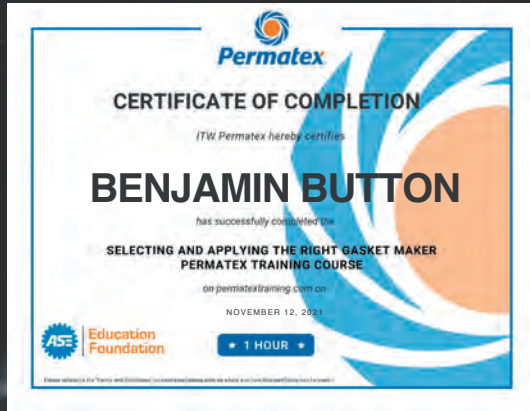 Permatex
CERTIFICATE OF COMPLETION
ITW Permatex hereby certifies
BENJAMIN BUTTON
has successfully completed the
SELECTING AND APPLYING THE RIGHT GASKET MAKER
PERMATEX TRAINING COURSE
on permatextraining.com on
NOVEMBER 12, 2021
ASE Education
Foundation
★ 1 HOUR ★